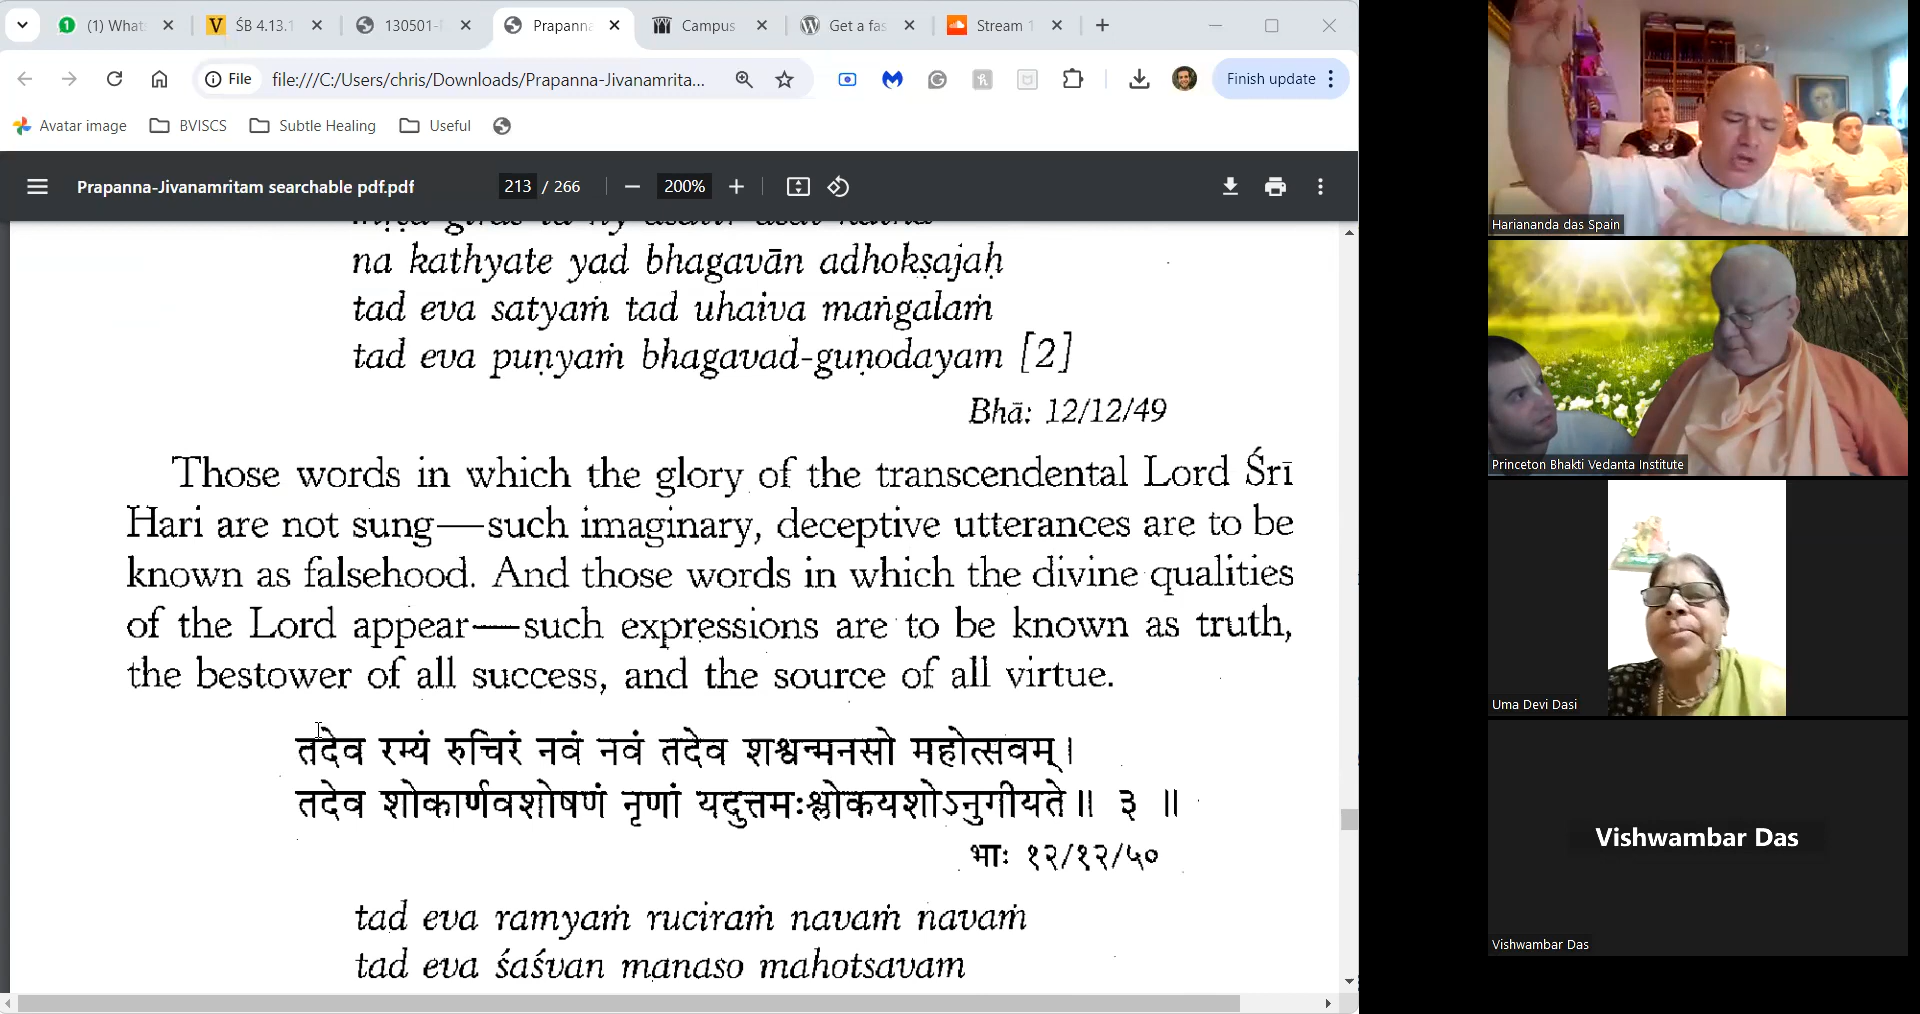 (1) What
ŚB 4.13.1
130501-
Prapanna
Campus
Get a fas
Stream 1
File
file:///C:/Users/chris/Downloads/Prapanna-Jivanamrita...
Finish update
Avatar image
BVISCS
Subtle Healing
Useful
Prapanna-Jivanamritam searchable pdf.pdf
213 / 266
200%
na kathyate yad bhagavān adhokṣajaḥ
tad eva satyaṁ tad uhaiva maṅgalaṁ
tad eva puṇyaṁ bhagavad-guṇodayam [2]
Bhā: 12/12/49
Those words in which the glory of the transcendental Lord Śrī
Hari are not sung—such imaginary, deceptive utterances are to be
known as falsehood. And those words in which the divine qualities
of the Lord appear—such expressions are to be known as truth,
the bestower of all success, and the source of all virtue.
तदेव रम्यं रुचिरं नवं नवं तदेव शश्वन्मनसो महोत्सवम् ।
तदेव शोकार्णवशोषणं नृणां यदुत्तमःश्लोकयशोऽनुगीयते ॥ ३ ॥
भाः १२/१२/५०
tad eva ramyaṁ ruciraṁ navaṁ navaṁ
tad eva śaśvan manaso mahotsavam
Hariananda das Spain
Princeton Bhakti Vedanta Institute
Uma Devi Dasi
Vishwambar Das
Vishwambar Das